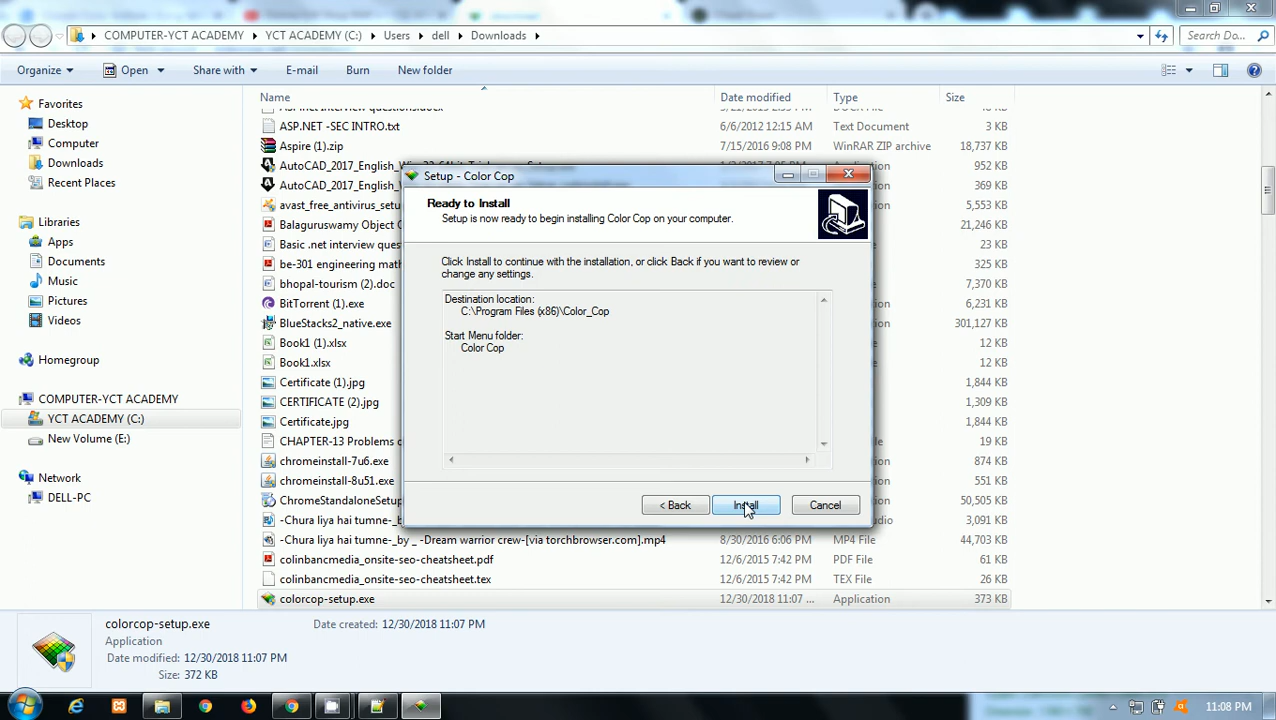 COMPUTER-YCT ACADEMY
YCT ACADEMY (C:)
Users
dell
Downloads
Search Do...
Organize
Open
Share with
E-mail
Burn
New folder
Name
Date modified
Type
Size
Favorites
Desktop
Computer
Downloads
Recent Places
Libraries
Apps
Documents
Music
Pictures
Videos
Homegroup
COMPUTER-YCT ACADEMY
YCT ACADEMY (C:)
New Volume (E:)
Network
DELL-PC
ASP.NET -SEC INTRO.txt 6/6/2012 12:15 AM Text Document 3 KB
Aspire (1).zip 7/15/2016 9:08 PM WinRAR ZIP archive 18,737 KB
AutoCAD_2017_English_ 952 KB
AutoCAD_2017_English_ 369 KB
avast_free_antivirus_setu 5,553 KB
Balaguruswamy Object 21,246 KB
Basic .net interview ques 23 KB
be-301 engineering math 325 KB
bhopal-tourism (2).doc 7,370 KB
BitTorrent (1).exe 6,231 KB
BlueStacks2_native.exe 301,127 KB
Book1 (1).xlsx 12 KB
Book1.xlsx 12 KB
Certificate (1).jpg 1,844 KB
CERTIFICATE (2).jpg 1,309 KB
Certificate.jpg 1,844 KB
CHAPTER-13 Problems 19 KB
chromeinstall-7u6.exe 874 KB
chromeinstall-8u51.exe 551 KB
ChromeStandaloneSetup 50,505 KB
-Chura liya hai tumne-_by 3,091 KB
-Chura liya hai tumne-_by _ -Dream warrior crew-[via torchbrowser.com].mp4 8/30/2016 6:06 PM MP4 File 44,703 KB
colinbancmedia_onsite-seo-cheatsheet.pdf 12/6/2015 7:42 PM PDF File 61 KB
colinbancmedia_onsite-seo-cheatsheet.tex 12/6/2015 7:42 PM TEX File 26 KB
colorcop-setup.exe 12/30/2018 11:07 ... Application 373 KB
Setup - Color Cop
Ready to Install
Setup is now ready to begin installing Color Cop on your computer.
Click Install to continue with the installation, or click Back if you want to review or
change any settings.
Destination location:
C:\Program Files (x86)\Color_Cop
Start Menu folder:
Color Cop
< Back
Install
Cancel
colorcop-setup.exe
Date created: 12/30/2018 11:07 PM
Application
Date modified: 12/30/2018 11:07 PM
Size: 372 KB
11:08 PM